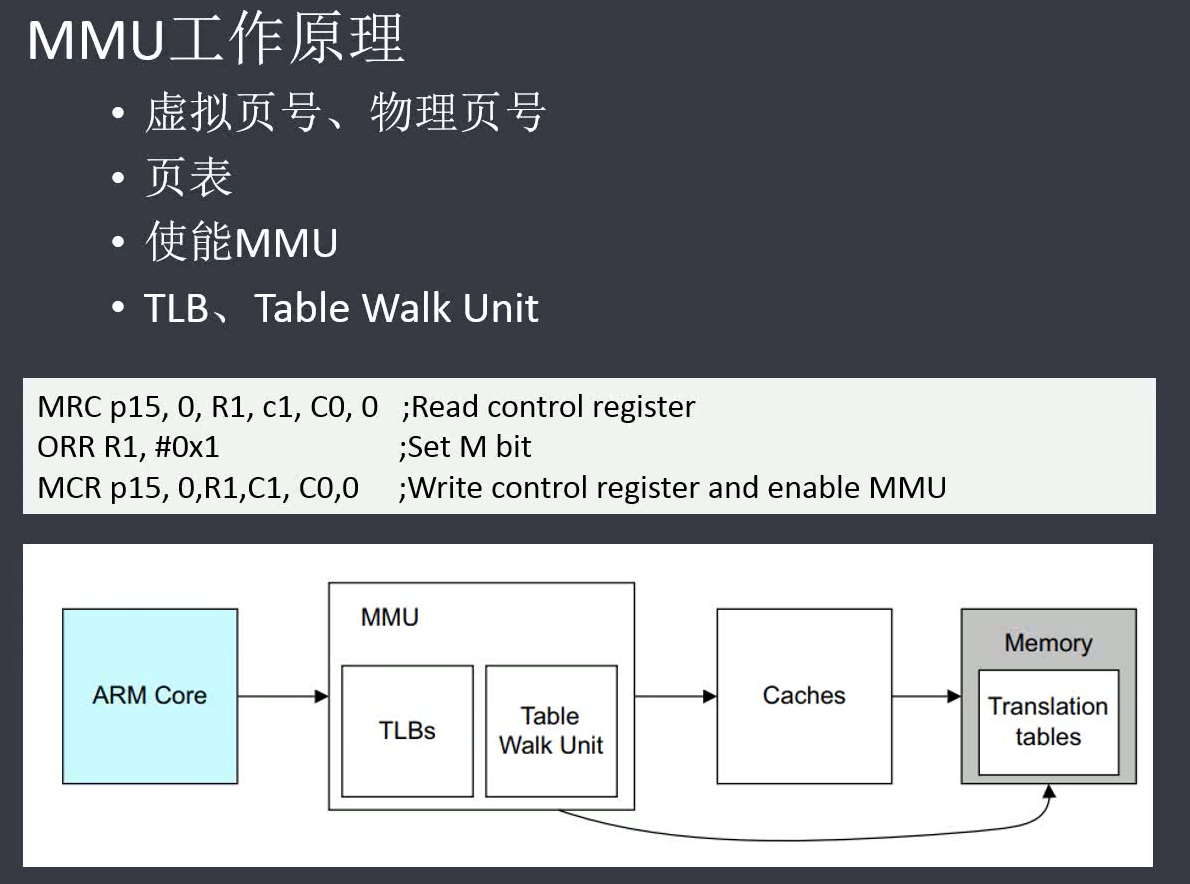 MMU工作原理
• 虚拟页号、物理页号
• 页表
• 使能MMU
• TLB、Table Walk Unit
MRC p15, 0, R1, c1, C0, 0 ;Read control register
ORR R1, #0x1 ;Set M bit
MCR p15, 0,R1,C1, C0,0 ;Write control register and enable MMU
ARM Core
MMU
TLBs
Table
Walk Unit
Caches
Memory
Translation
tables